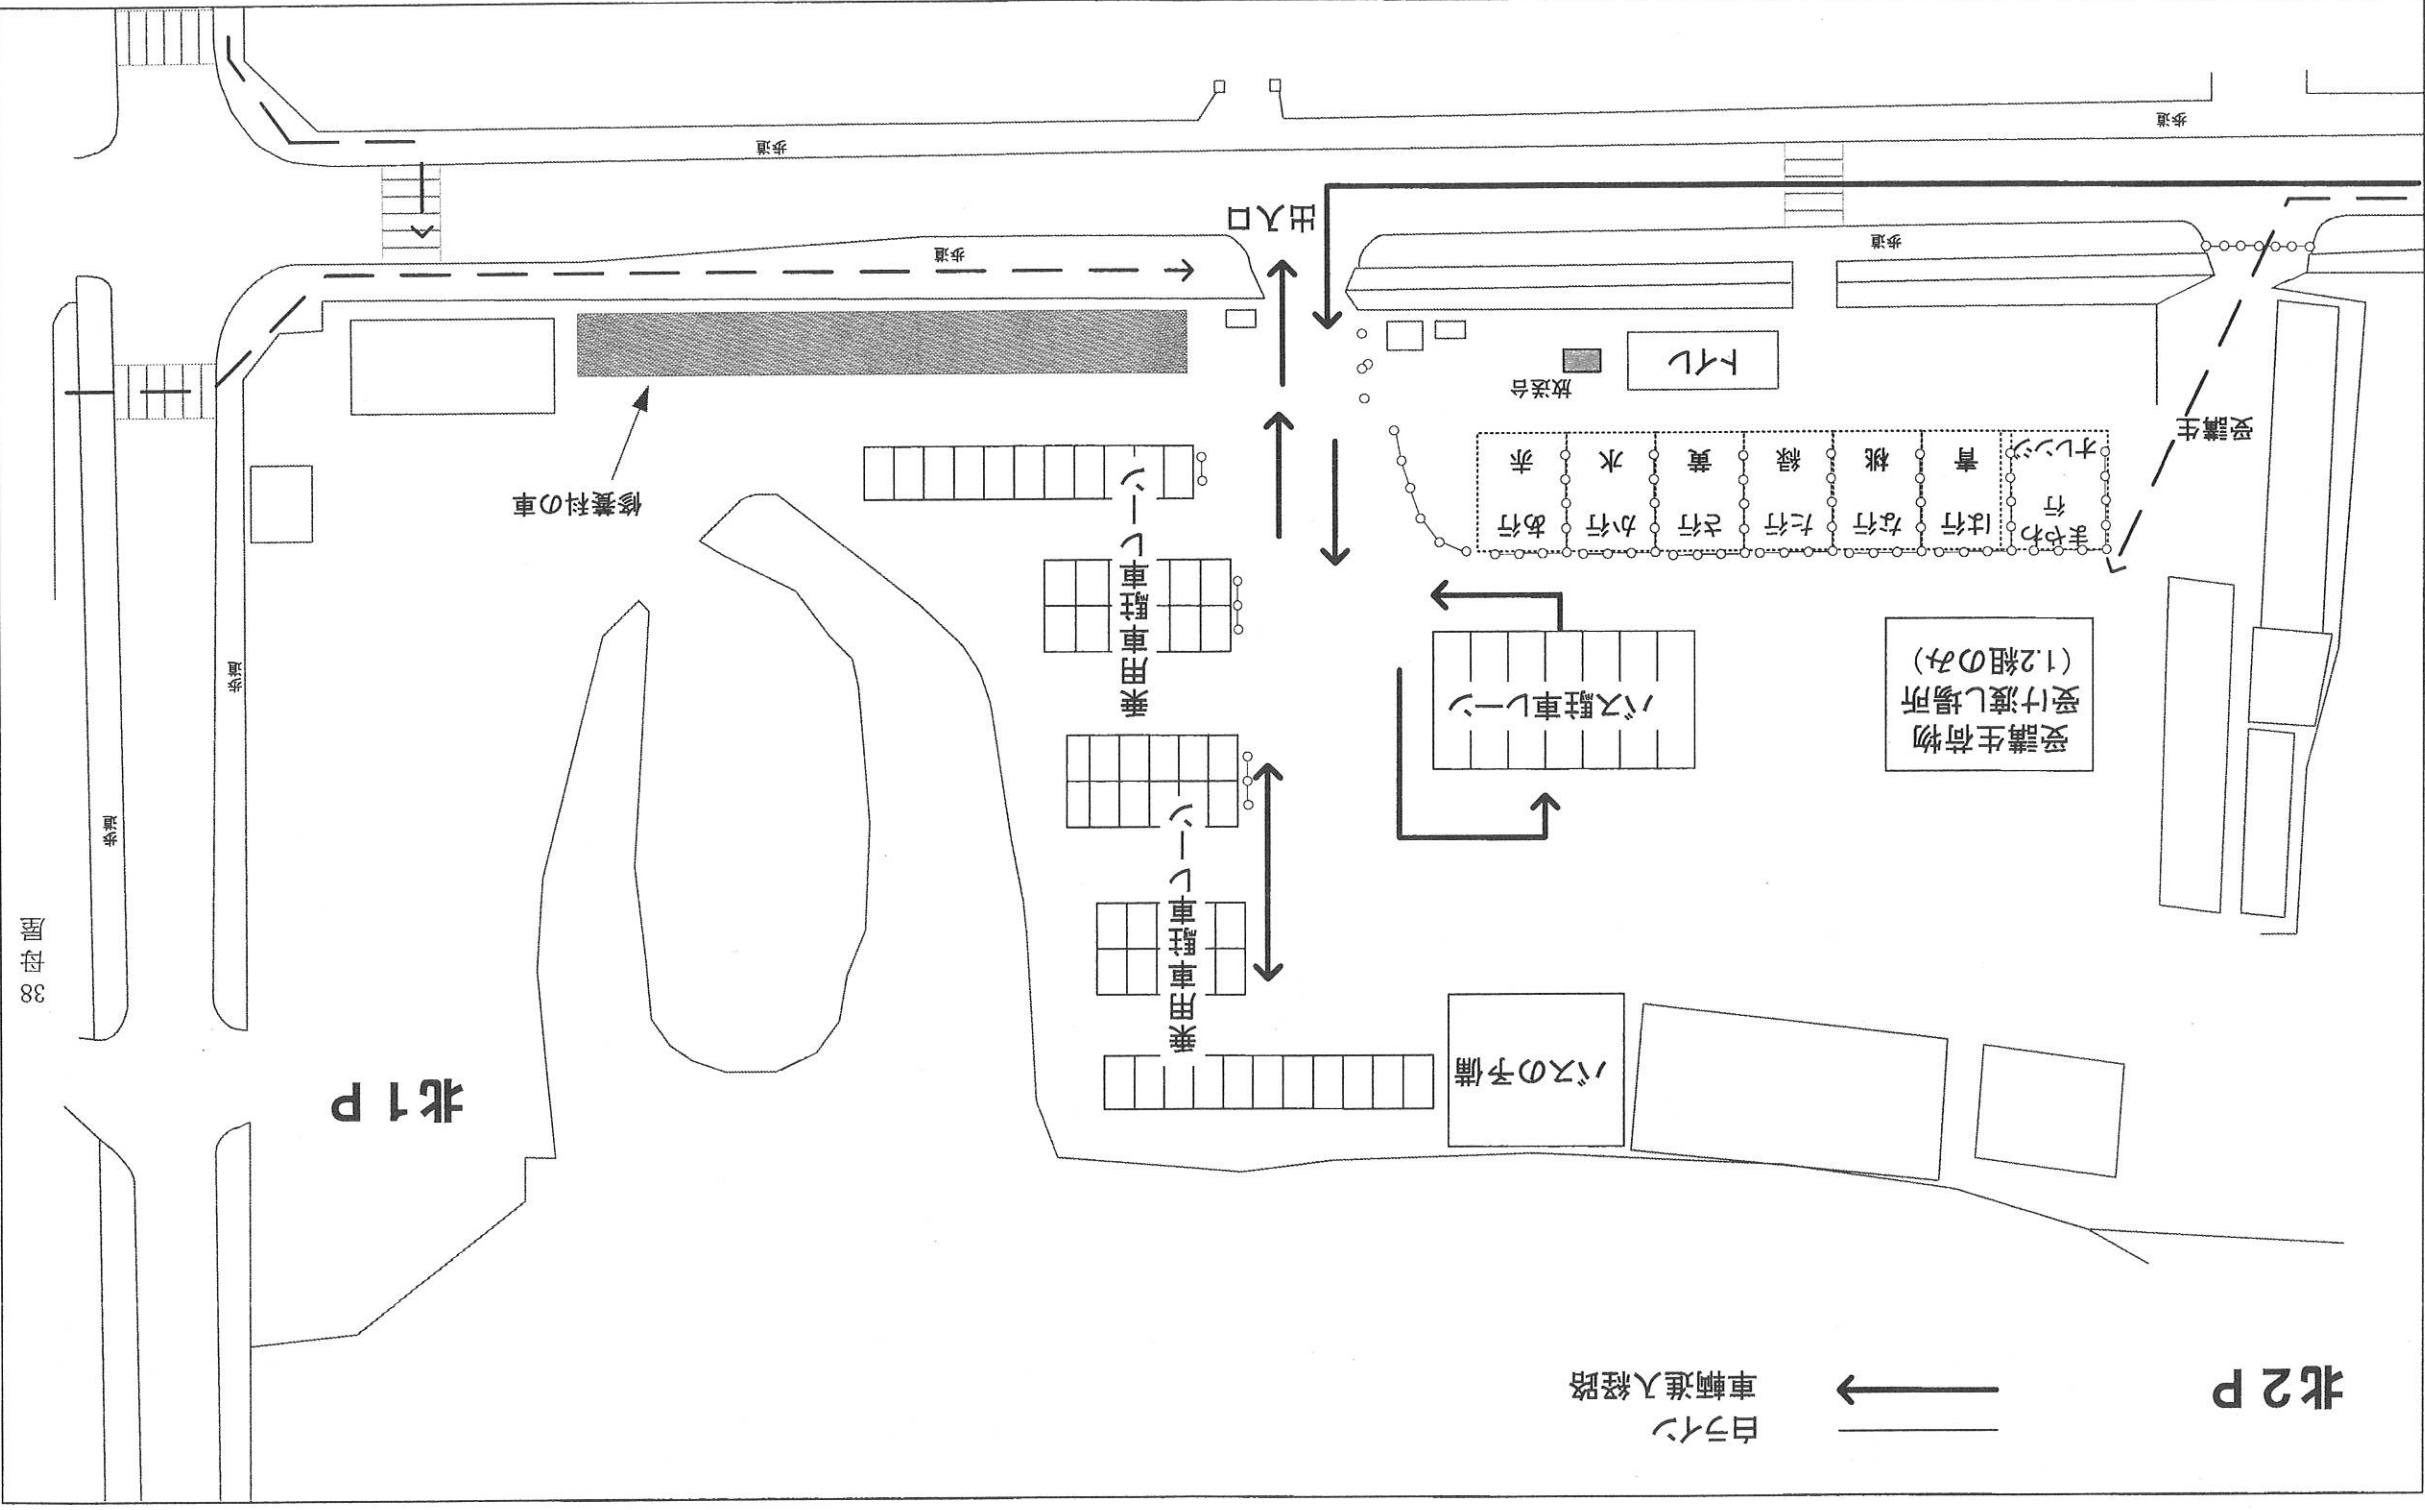 北2P
白ライン
車輌進入経路
北1P
38
母
屋
バスの予備
乗用車駐車レーン
乗用車駐車レーン
受講生荷物
受け渡し場所
(1.2組のみ)
バス駐車レーン
まやわ
行
オレンジ
は行
青
な行
桃
た行
緑
さ行
黄
か行
水
あ行
赤
受講生
修養科の車
放送台
トイレ
出入口
歩道
歩道
歩道
歩道
歩道
歩道